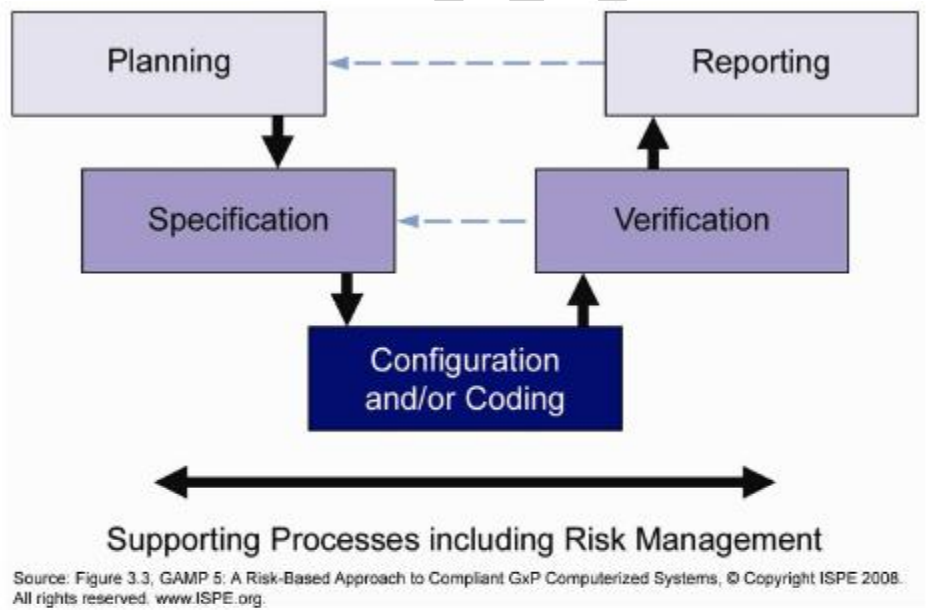 Planning
Reporting
Specification
Verification
Configuration
and/or Coding
Supporting Processes including Risk Management
Source: Figure 3.3, GAMP 5: A Risk-Based Approach to Compliant GxP Computerized Systems, © Copyright ISPE 2008.
All rights reserved. www.ISPE.org.